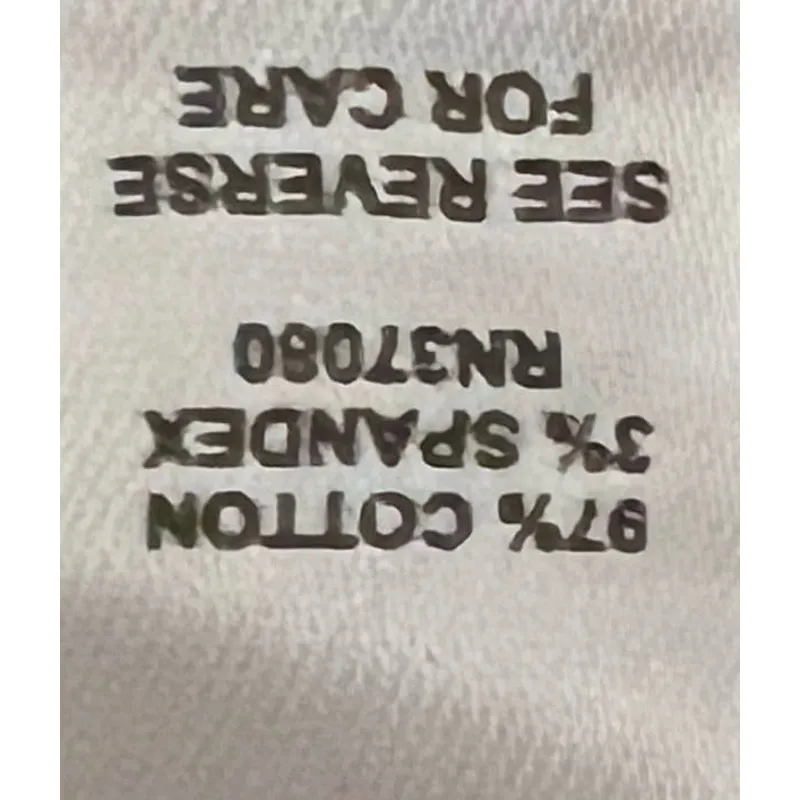 97% COTTON
3% SPANDEX
RN37080
SEE REVERSE
FOR CARE